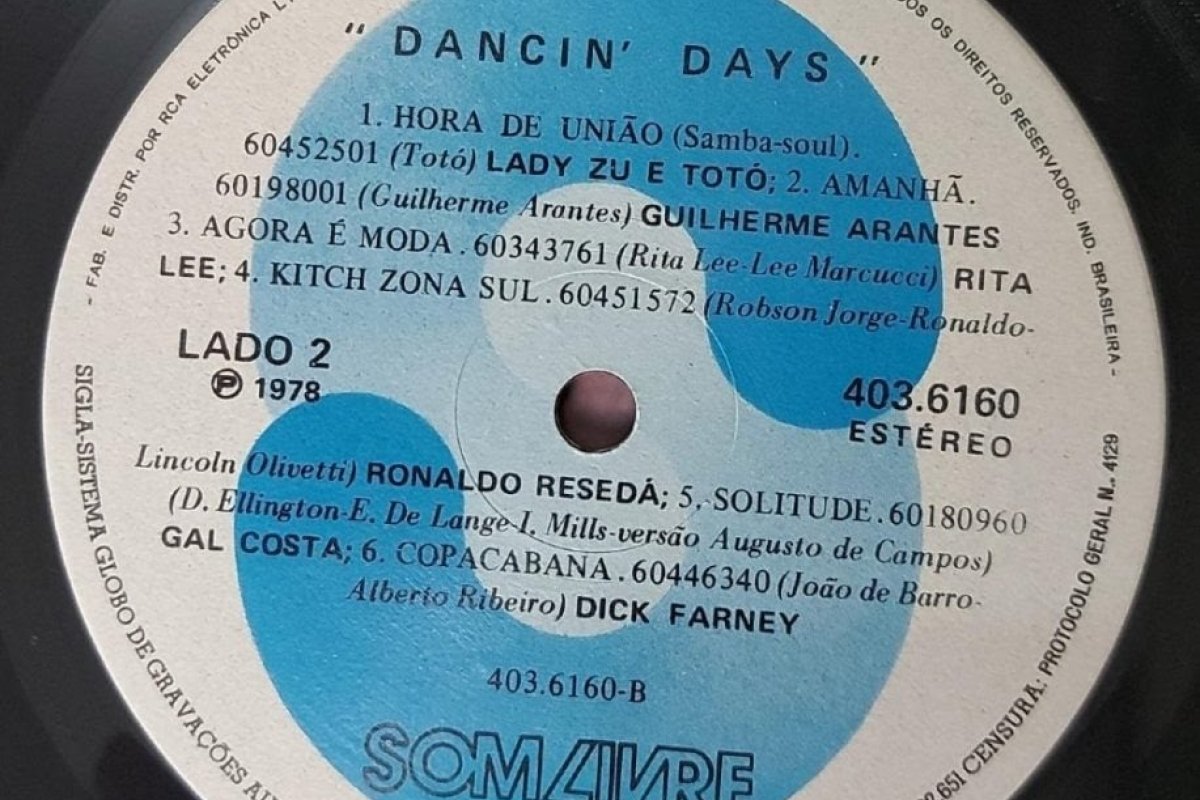 " DANCIN' DAYS "
1. HORA DE UNIÃO (Samba-soul).
60452501 (Totó) LADY ZU E TOTÓ; 2. AMANHÃ.
60198001 (Guilherme Arantes) GUILHERME ARANTES
3. AGORA É MODA . 60343761 (Rita Lee-Lee Marcucci) RITA
LEE; 4. KITCH ZONA SUL . 60451572 (Robson Jorge-Ronaldo-
LADO 2
Ⓟ 1978
403.6160
ESTÉREO
Lincoln Olivetti) RONALDO RESEDÁ; 5. SOLITUDE . 60180960
(D. Ellington-E. De Lange-I. Mills-versão Augusto de Campos)
GAL COSTA; 6. COPACABANA . 60446340 (João de Barro-
Alberto Ribeiro) DICK FARNEY
403.6160-B
SOM LIVRE
SIGLA-SISTEMA GLOBO DE GRAVAÇÕES
- FAB. E DISTR. POR RCA ELETRÔNICA
OS DIREITOS RESERVADOS. IND. BRASILEIRA -
651 CENSURA: PROTOCOLO GERAL N.. 4129